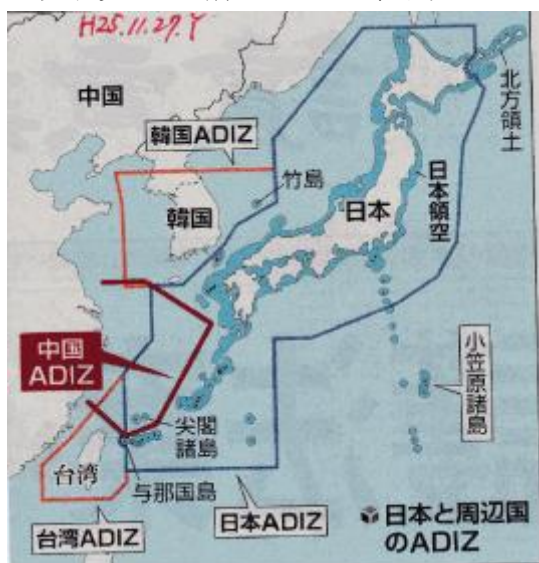 H25.11.27.Y
中国
韓国ADIZ
北方領土
竹島
日本領空
韓国
日本
中国
ADIZ
小笠原諸島
尖閣
諸島
台湾
与那国島
日本ADIZ
台湾ADIZ
日本と周辺国
のADIZ